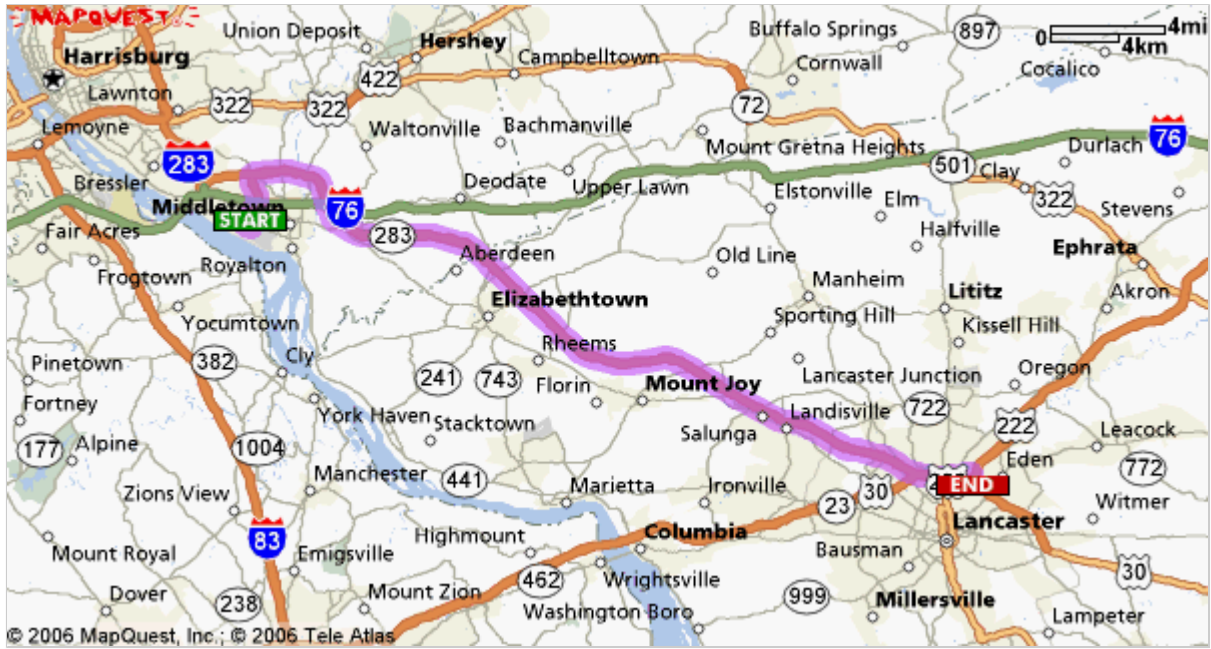 MAPQUEST
Union Deposit
Hershey
Buffalo Springs
897
0
4mi
4km
Harrisburg
422
Campbelltown
Cornwall
Cocalico
Lawnton
322
322
72
Lemoyne
Waltonville
Bachmanville
Mount Gretna Heights
76
283
501
Durlach
Bressler
Deodate
Upper Lawn
Elstonville
Clay
322
Middletown
START
76
Elm
Stevens
Fair Acres
283
Halfville
Ephrata
Royalton
Aberdeen
Old Line
Frogtown
Manheim
Lititz
Akron
Elizabethtown
Sporting Hill
Kissell Hill
Yocumtown
Rheems
Pinetown
382
Cly
Oregon
241
743
Florin
Mount Joy
Lancaster Junction
Fortney
York Haven
Stacktown
Salunga
Landisville
722
222
177
Alpine
1004
Leacock
Manchester
441
Eden
772
Zions View
Marietta
Ironville
30
END
Witmer
23
83
Highmount
Columbia
Lancaster
Mount Royal
Emigsville
Bausman
462
Wrightsville
30
Dover
238
Mount Zion
Washington Boro
999
Millersville
Lampeter
© 2006 MapQuest, Inc.; © 2006 Tele Atlas